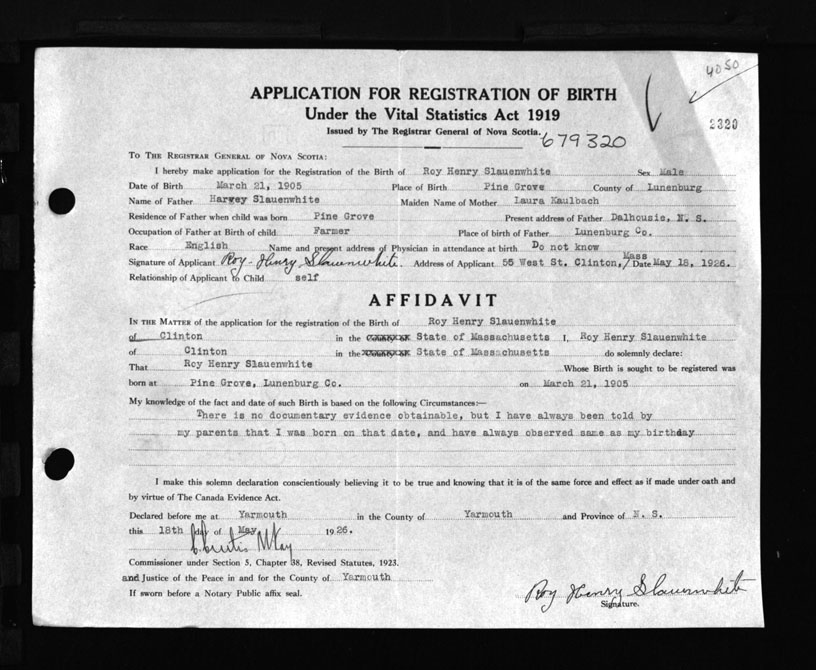 4050
APPLICATION FOR REGISTRATION OF BIRTH
Under the Vital Statistics Act 1919
2320
Issued by The Registrar General of Nova Scotia.
679320
TO THE REGISTRAR GENERAL OF NOVA SCOTIA:
I hereby make application for the Registration of the Birth of Roy Henry Slauenwhite Sex Male
Date of Birth March 21, 1905 Place of Birth Pine Grove County of Lunenburg
Name of Father Harvey Slauenwhite Maiden Name of Mother Laura Kaulbach
Residence of Father when child was born Pine Grove Present address of Father Dalhousie, N. S.
Occupation of Father at Birth of child Farmer Place of birth of Father Lunenburg Co.
Race English Name and present address of Physician in attendance at birth Do not know
Signature of Applicant Roy Henry Slauenwhite. Address of Applicant 55 West St. Clinton, / Mass Date May 18, 1926.
Relationship of Applicant to Child self
AFFIDAVIT
IN THE MATTER of the application for the registration of the Birth of Roy Henry Slauenwhite
of Clinton in the County of State of Massachusetts I, Roy Henry Slauenwhite
of Clinton in the County of State of Massachusetts do solemnly declare:
That Roy Henry Slauenwhite Whose Birth is sought to be registered was
born at Pine Grove, Lunenburg Co. on March 21, 1905
My knowledge of the fact and date of such Birth is based on the following Circumstances:—
There is no documentary evidence obtainable, but I have always been told by
my parents that I was born on that date, and have always observed same as my birthday
I make this solemn declaration conscientiously believing it to be true and knowing that it is of the same force and effect as if made under oath and
by virtue of The Canada Evidence Act.
Declared before me at Yarmouth in the County of Yarmouth and Province of N. S.
this 18th day of May 1926.
Commissioner under Section 5, Chapter 38, Revised Statutes, 1923.
and Justice of the Peace in and for the County of Yarmouth
If sworn before a Notary Public affix seal.
Roy Henry Slauenwhite
Signature.